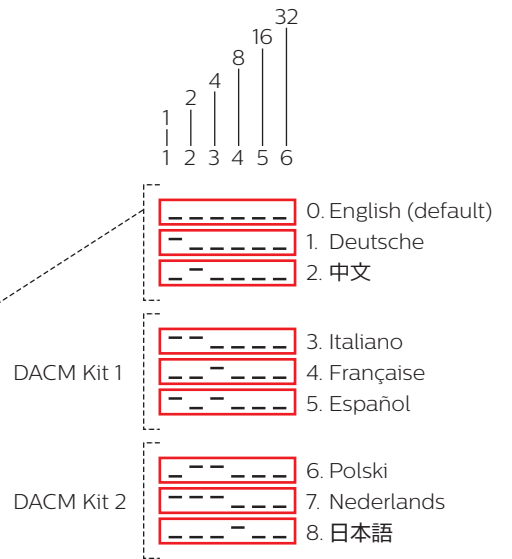 32
16
8
4
2
1
1 2 3 4 5 6
0. English (default)
1. Deutsche
2. 中文
DACM Kit 1
3. Italiano
4. Française
5. Español
DACM Kit 2
6. Polski
7. Nederlands
8. 日本語